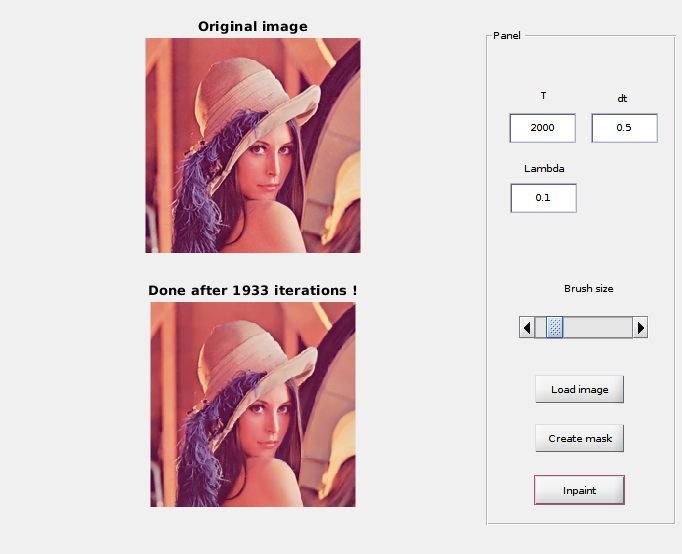 Original image
Done after 1933 iterations !
Panel
T
dt
2000
0.5
Lambda
0.1
Brush size
Load image
Create mask
Inpaint